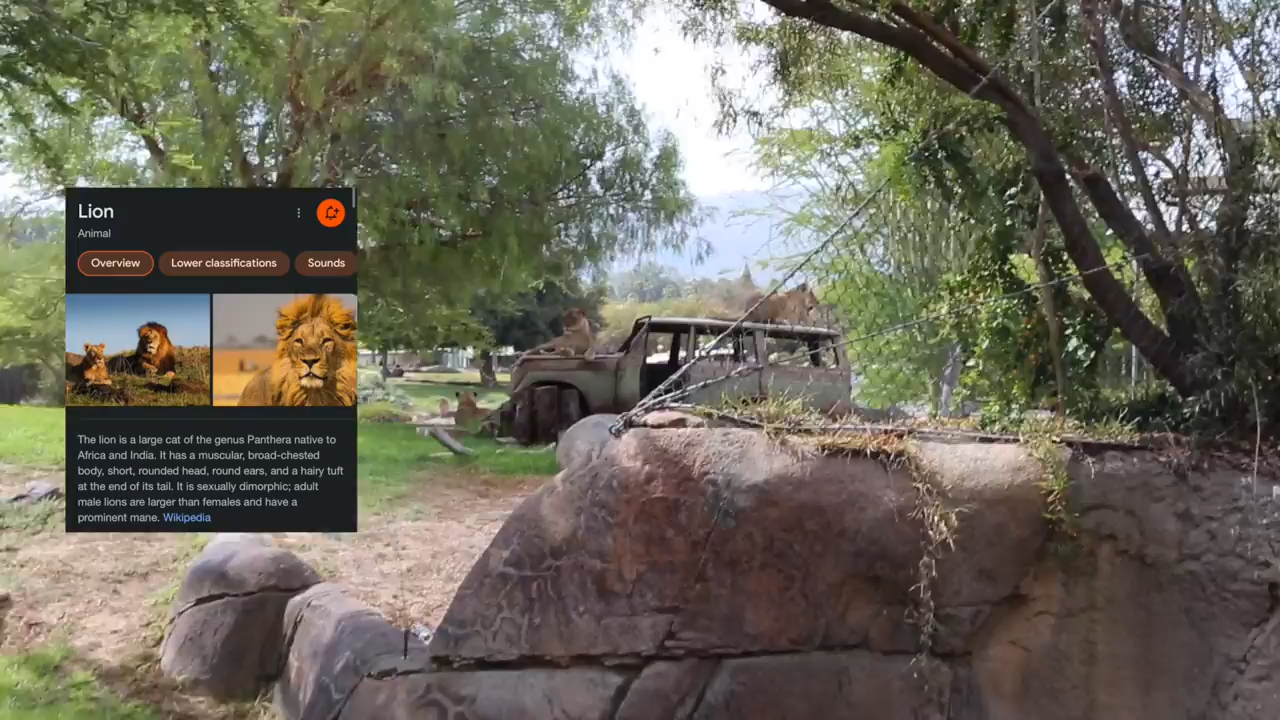 Lion
Animal
Overview
Lower classifications
Sounds
The lion is a large cat of the genus Panthera native to
Africa and India. It has a muscular, broad-chested
body, short, rounded head, round ears, and a hairy tuft
at the end of its tail. It is sexually dimorphic; adult
male lions are larger than females and have a
prominent mane. Wikipedia